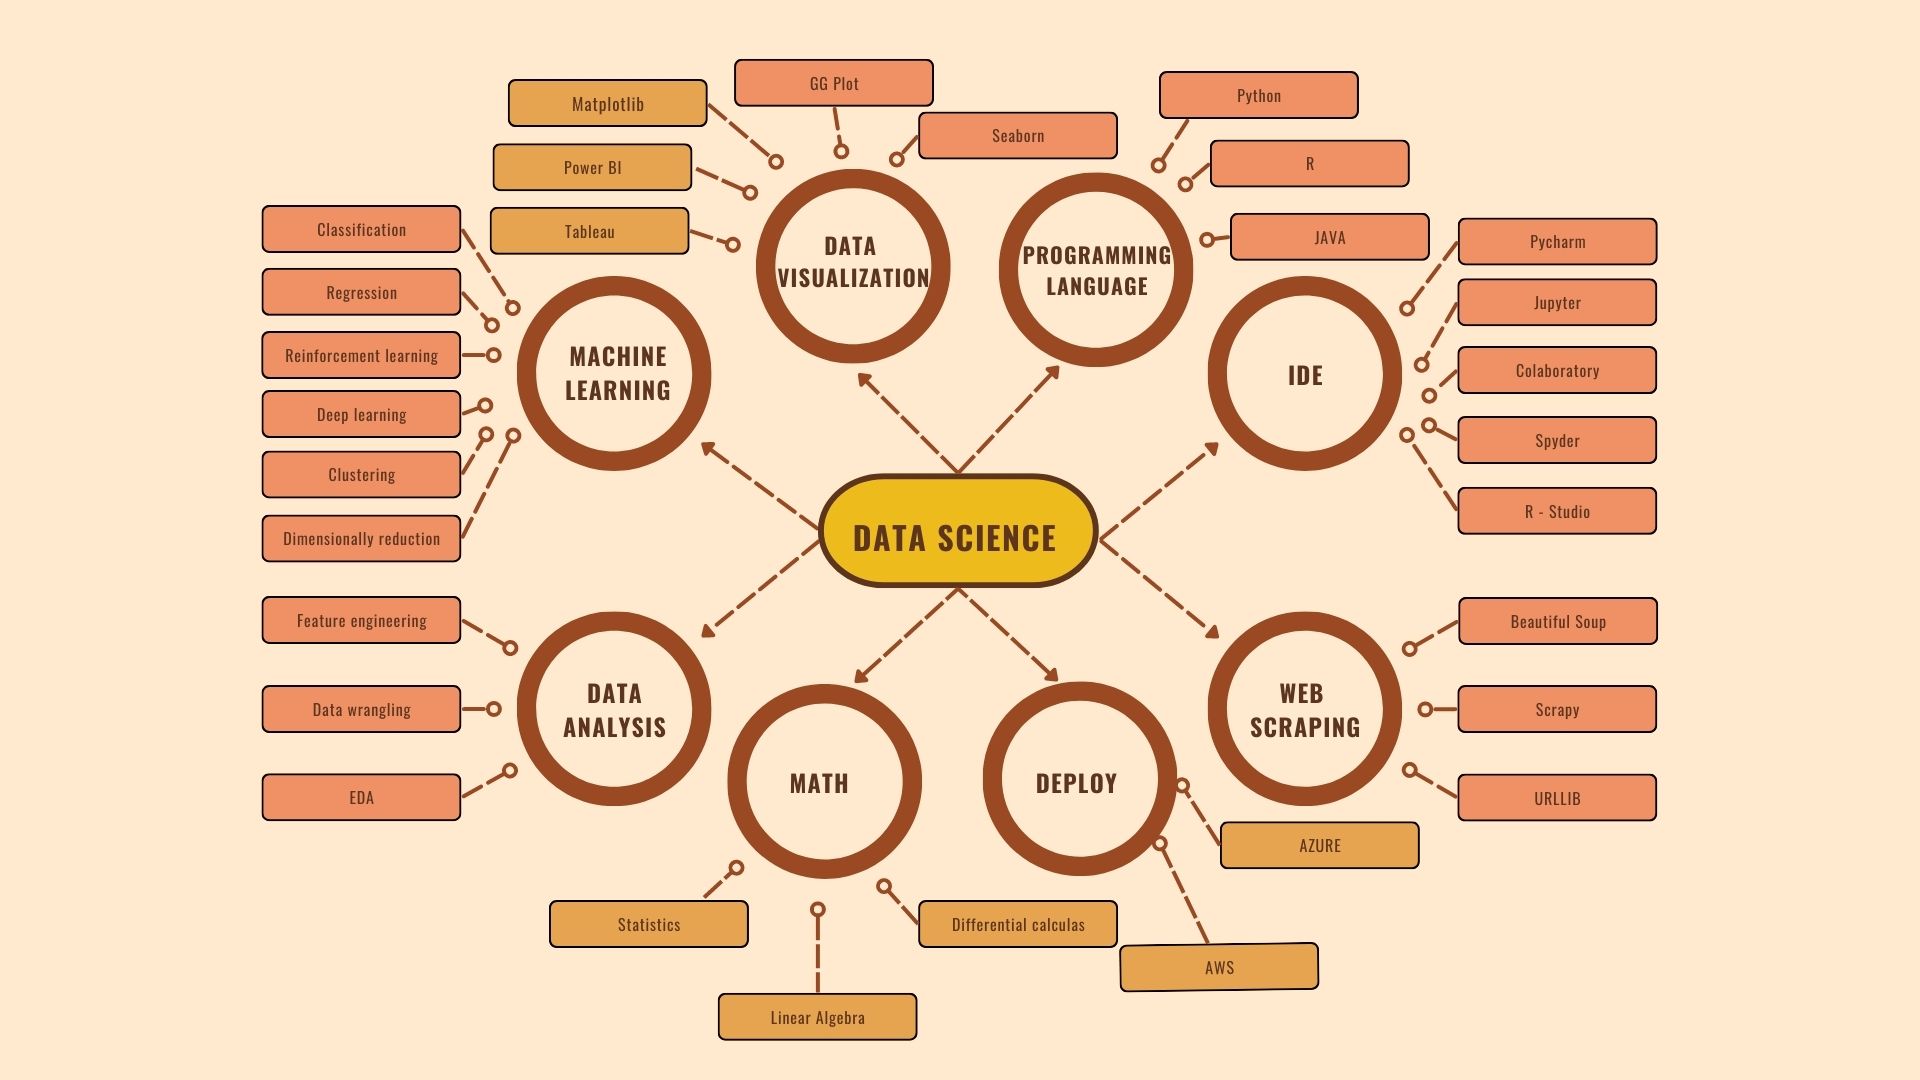 GG Plot
Matplotlib
Python
Seaborn
Power BI
R
Classification
Tableau
JAVA
Pycharm
DATA
VISUALIZATION
PROGRAMMING
LANGUAGE
Regression
Jupyter
Reinforcement learning
MACHINE
LEARNING
IDE
Colaboratory
Deep learning
Spyder
Clustering
R - Studio
Dimensionally reduction
DATA SCIENCE
Feature engineering
Beautiful Soup
Data wrangling
DATA
ANALYSIS
WEB
SCRAPING
Scrapy
EDA
MATH
DEPLOY
URLLIB
AZURE
Statistics
Differential calculas
AWS
Linear Algebra